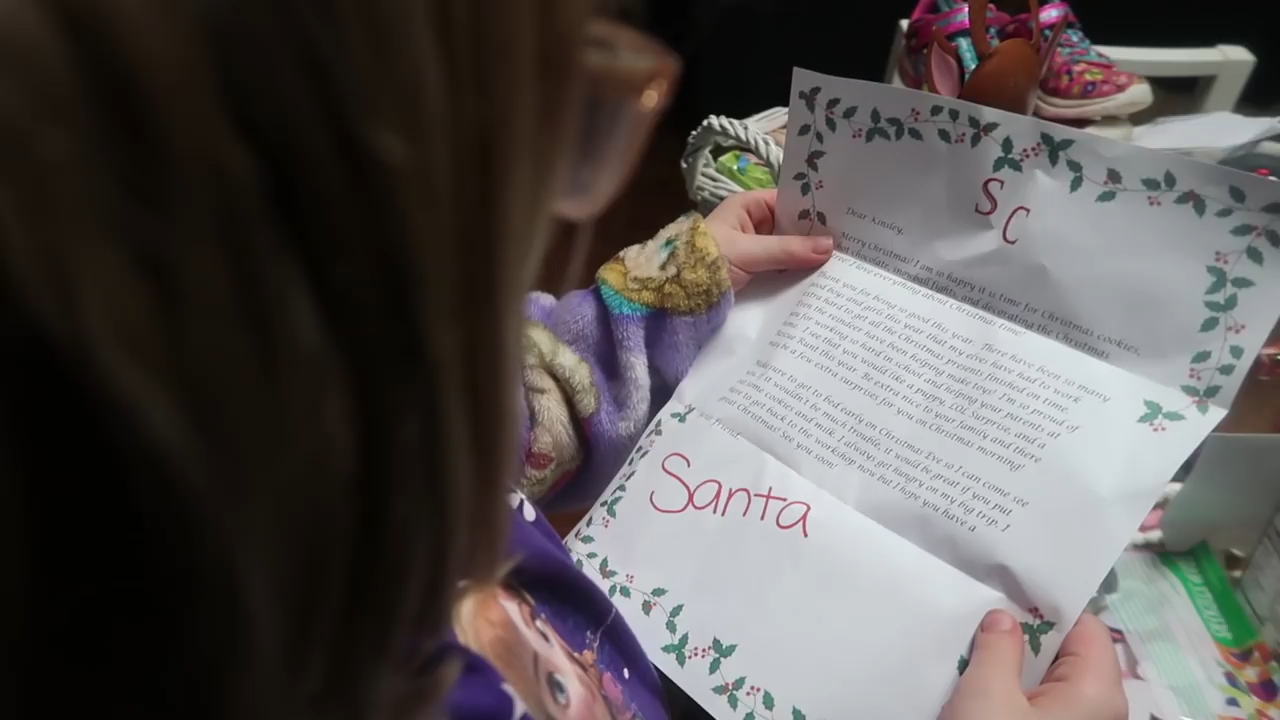 S
C
Dear Kinsley,
Merry Christmas! I am so happy it is time for Christmas cookies,
hot chocolate, snowball fights, and decorating the Christmas
tree! I love everything about Christmas time!
Thank you for being so good this year. There have been so many
good boys and girls this year that my elves have had to work
extra hard to get all the Christmas presents finished on time.
Even the reindeer have been helping make toys! I'm so proud of
you for working so hard in school and helping your parents at
home. I see that you would like a puppy, LOL Surprise, and a
Rescue Runt this year. Be extra nice to your family and there
may be a few extra surprises for you on Christmas morning!
Make sure to get to bed early on Christmas Eve so I can come see
you. If it wouldn't be much trouble, it would be great if you put
out some cookies and milk. I always get hungry on my big trip. I
have to get back to the workshop now but I hope you have a
great Christmas! See you soon!
Your friend,
Santa